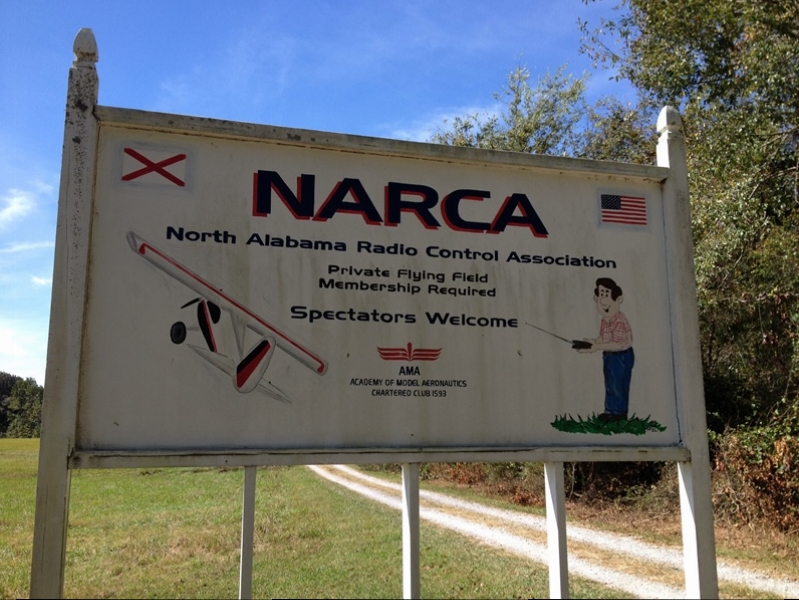 NARCA
North Alabama Radio Control Association
Private Flying Field
Membership Required
Spectators Welcome
AMA
ACADEMY OF MODEL AERONAUTICS
CHARTERED CLUB 1593